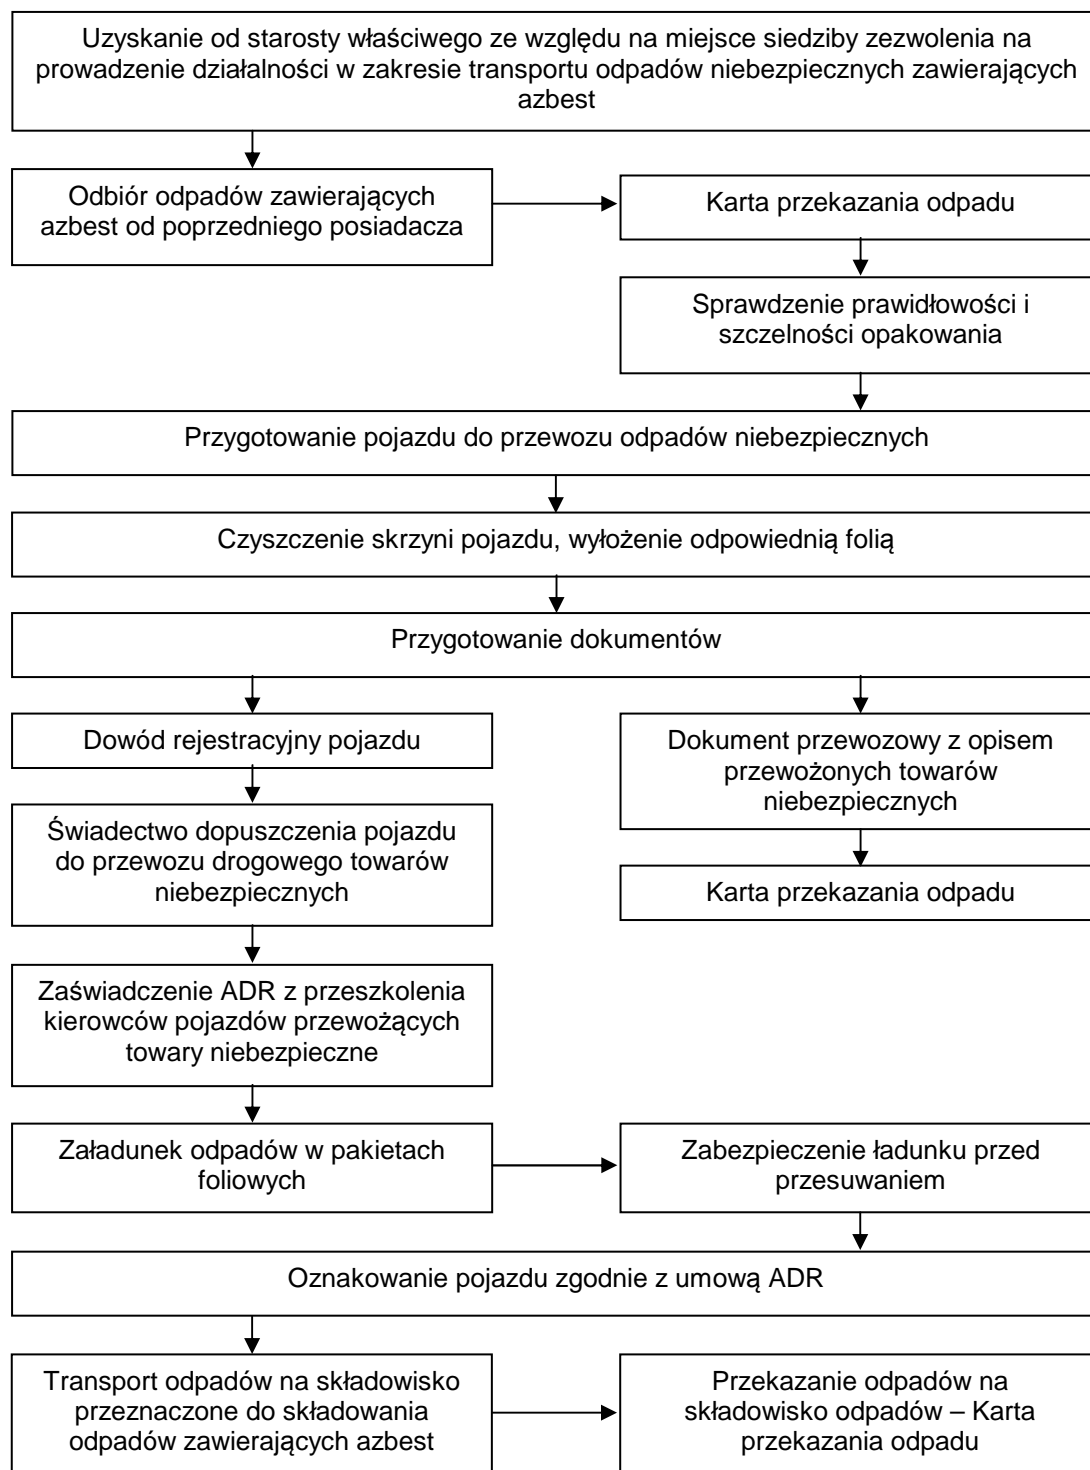 Uzyskanie od starosty właściwego ze względu na miejsce siedziby zezwolenia na
prowadzenie działalności w zakresie transportu odpadów niebezpiecznych zawierających
azbest
Odbiór odpadów zawierających
azbest od poprzedniego posiadacza
Karta przekazania odpadu
Sprawdzenie prawidłowości i
szczelności opakowania
Przygotowanie pojazdu do przewozu odpadów niebezpiecznych
Czyszczenie skrzyni pojazdu, wyłożenie odpowiednią folią
Przygotowanie dokumentów
Dowód rejestracyjny pojazdu
Świadectwo dopuszczenia pojazdu
do przewozu drogowego towarów
niebezpiecznych
Zaświadczenie ADR z przeszkolenia
kierowców pojazdów przewożących
towary niebezpieczne
Dokument przewozowy z opisem
przewożonych towarów
niebezpiecznych
Karta przekazania odpadu
Załadunek odpadów w pakietach
foliowych
Zabezpieczenie ładunku przed
przesuwaniem
Oznakowanie pojazdu zgodnie z umową ADR
Transport odpadów na składowisko
przeznaczone do składowania
odpadów zawierających azbest
Przekazanie odpadów na
składowisko odpadów – Karta
przekazania odpadu